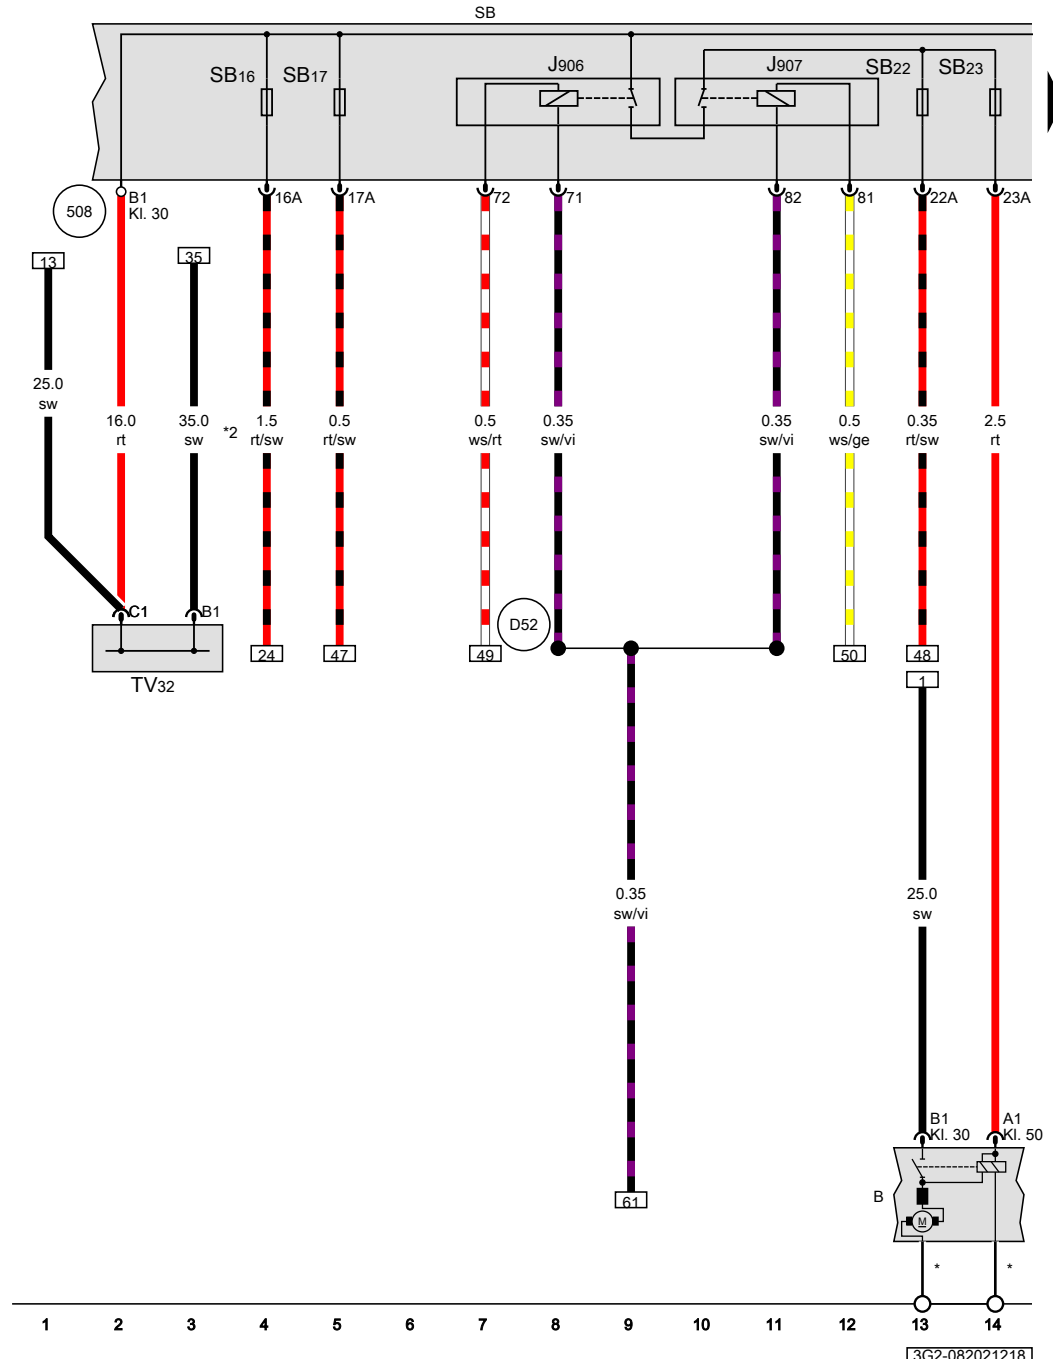 SB
SB16 SB17 J906 J907 SB22 SB23
508
B1 16A 17A 72 71 82 81 22A 23A
Kl. 30
13 35
25.0
sw
16.0 35.0 *2 1.5 0.5 0.5 0.35 0.35 0.5 0.35 2.5
rt sw rt/sw rt/sw ws/rt sw/vi sw/vi ws/ge rt/sw rt
C1 B1
D52
24 47 49 50 48
TV32
1
0.35 25.0
sw/vi sw
B1 A1
Kl. 30 Kl. 50
61
B
M
* *
1 2 3 4 5 6 7 8 9 10 11 12 13 14
3G2-082021218